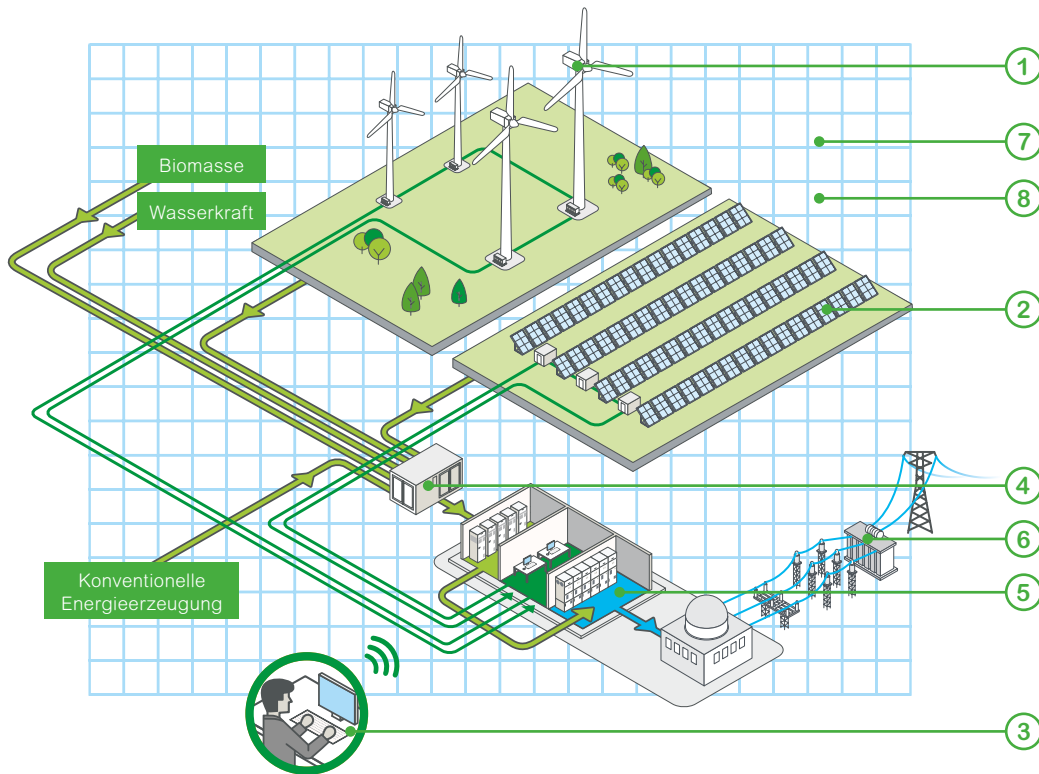 1
7
Biomasse
8
Wasserkraft
2
4
6
Konventionelle
Energieerzeugung
5
3